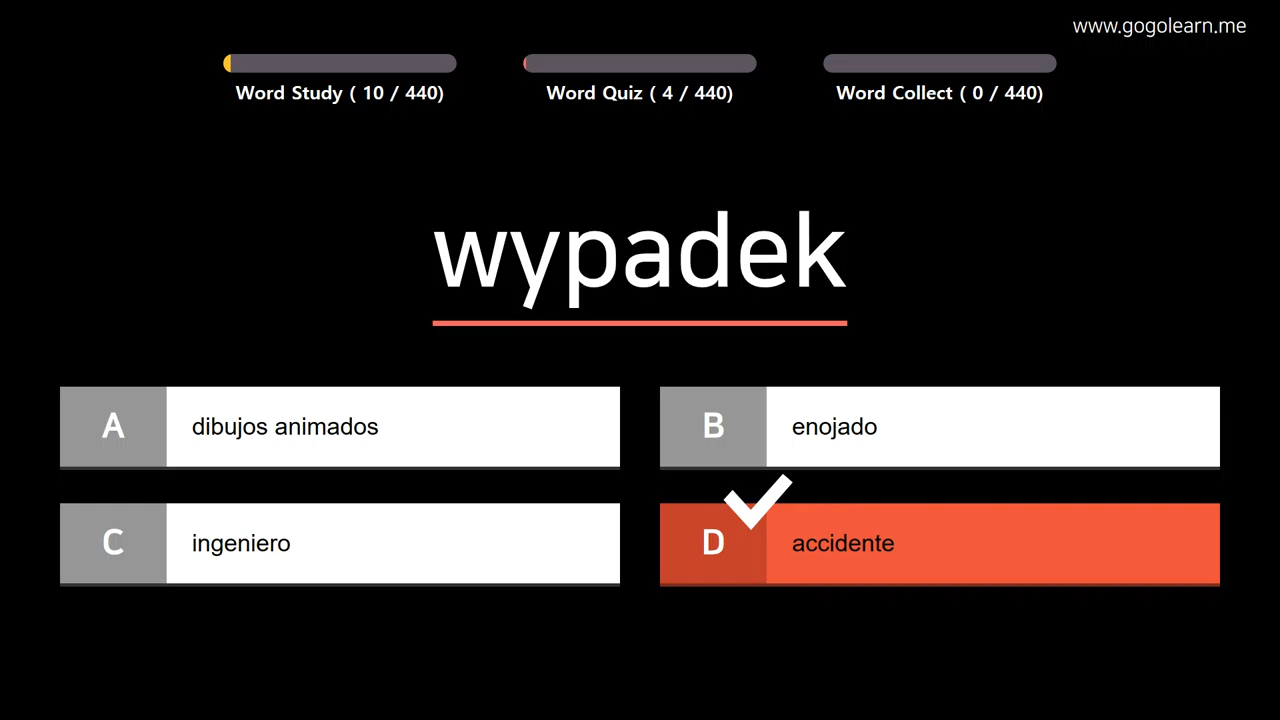 www.gogolearn.me
Word Study ( 10 / 440)
Word Quiz ( 4 / 440)
Word Collect ( 0 / 440)
wypadek
A dibujos animados
B enojado
C ingeniero
D accidente